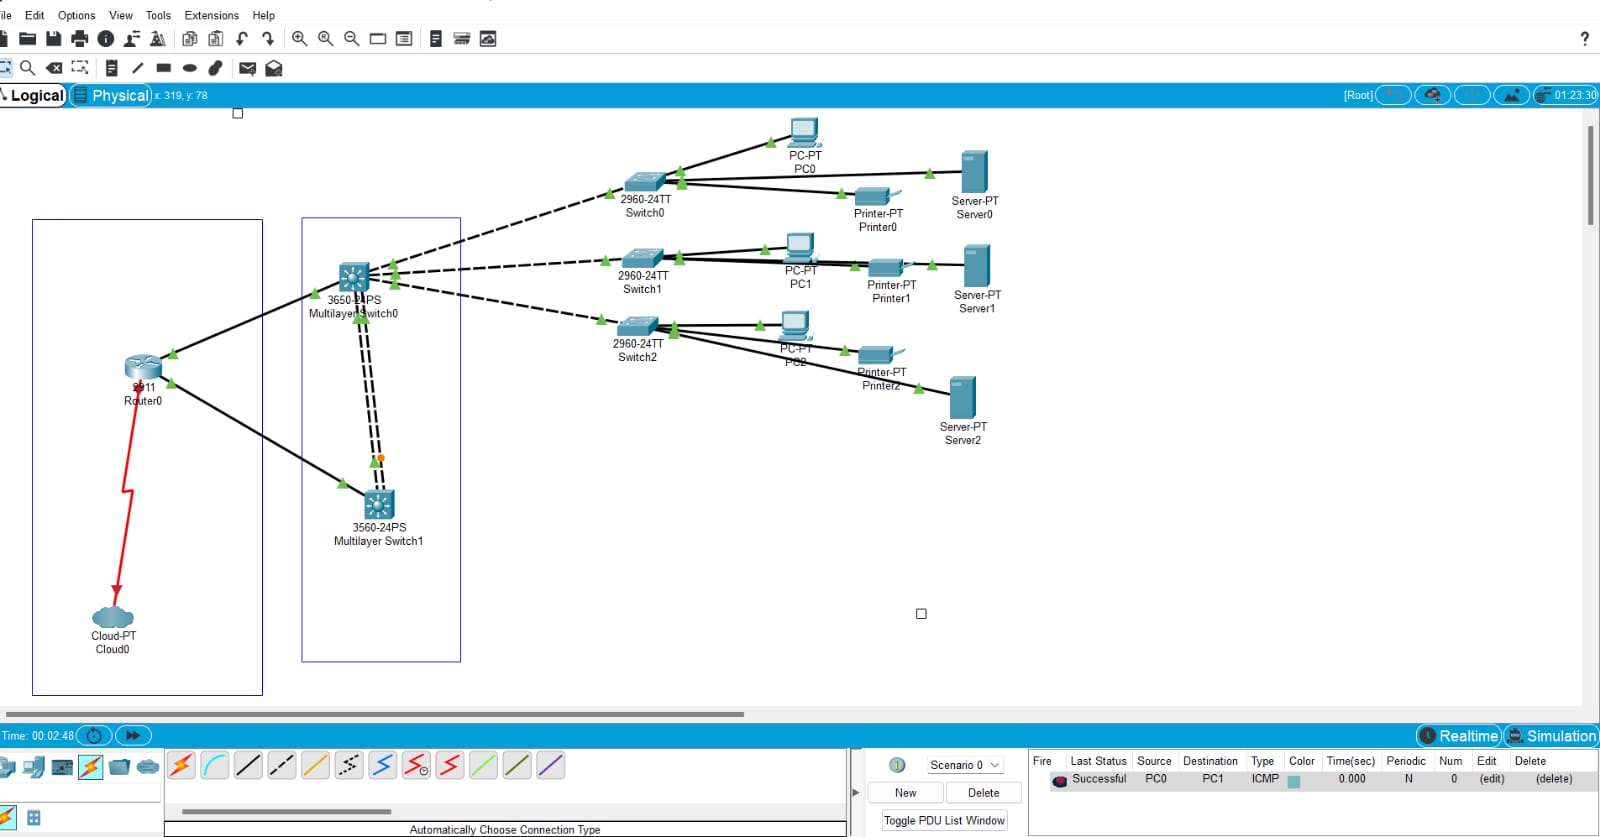 ile Edit Options View Tools Extensions Help
?
Logical Physical x: 319, y: 78 [Root] 01:23:30
PC-PT
PC0
2960-24TT
Switch0
Server-PT
Server0
Printer-PT
Printer0
2960-24TT
Switch1
PC-PT
PC1
Printer-PT
Printer1
Server-PT
Server1
3650-24PS
Multilayer Switch0
2960-24TT
Switch2
PC-PT
PC2
Printer-PT
Printer2
2911
Router0
Server-PT
Server2
3560-24PS
Multilayer Switch1
Cloud-PT
Cloud0
Time: 00:02:48 Realtime Simulation
Scenario 0
New Delete
Toggle PDU List Window
Fire Last Status Source Destination Type Color Time(sec) Periodic Num Edit Delete
Successful PC0 PC1 ICMP 0.000 N 0 (edit) (delete)
Automatically Choose Connection Type